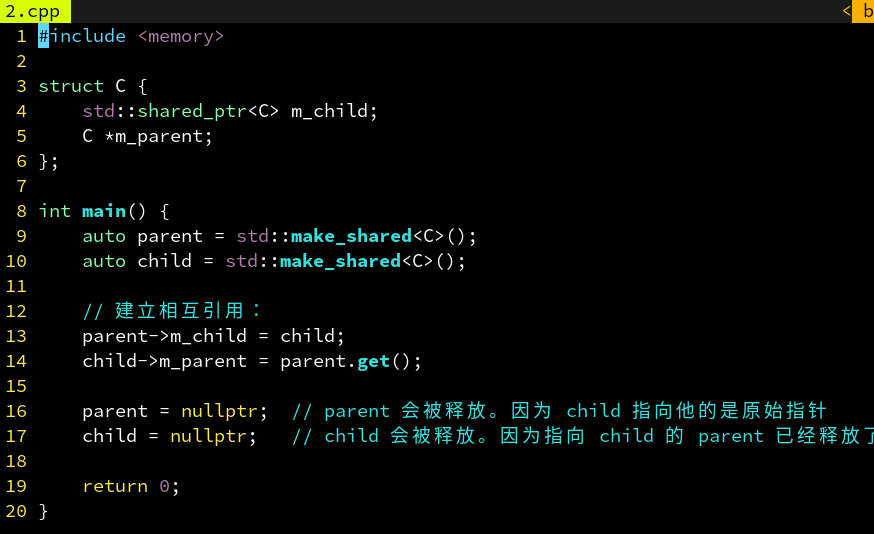 2.cpp < b
1 #include <memory>
2
3 struct C {
4     std::shared_ptr<C> m_child;
5     C *m_parent;
6 };
7
8 int main() {
9     auto parent = std::make_shared<C>();
10     auto child = std::make_shared<C>();
11
12     // 建立相互引用：
13     parent->m_child = child;
14     child->m_parent = parent.get();
15
16     parent = nullptr;  // parent 会被释放。因为 child 指向他的是原始指针
17     child = nullptr;   // child 会被释放。因为指向 child 的 parent 已经释放了
18
19     return 0;
20 }